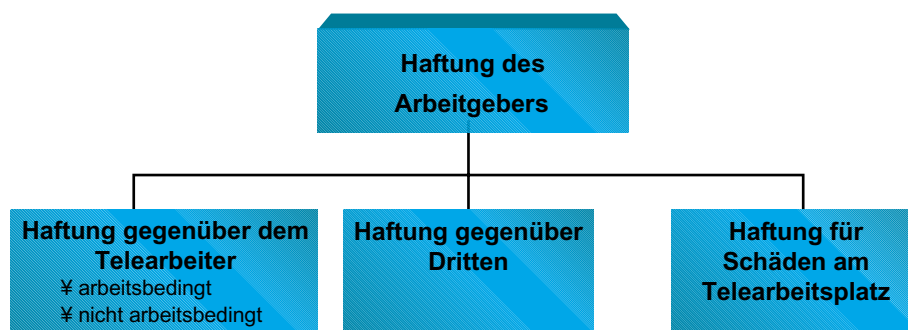 Haftung des
Arbeitgebers
Haftung gegenüber dem
Telearbeiter
¥ arbeitsbedingt
¥ nicht arbeitsbedingt
Haftung gegenüber
Dritten
Haftung für
Schäden am
Telearbeitsplatz